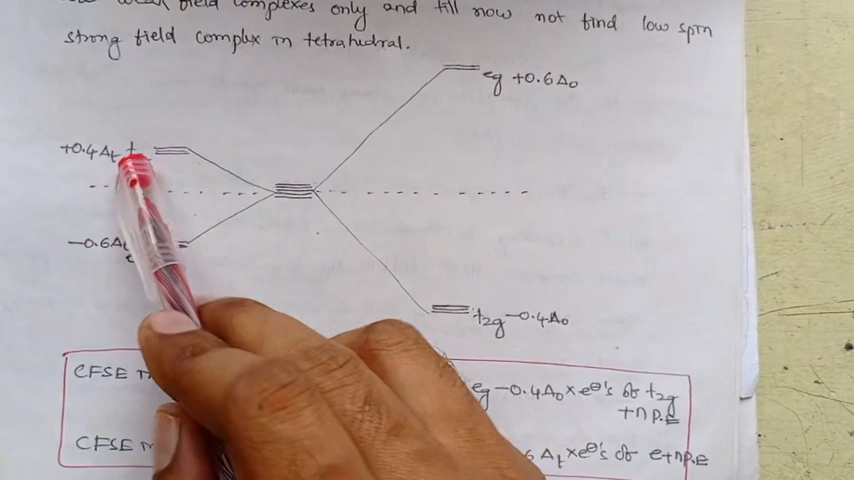 weak field complexes only and till now not find low spin
strong field complex in tetrahedral.
eg +0.6Δo
+0.4Δt t
-0.6Δt
t2g -0.4Δo
CFSE
eg -0.4Δo×e⊖'s of t2g
+n P.E
CFSE
6 Δt×e⊖'s of e+nP.E